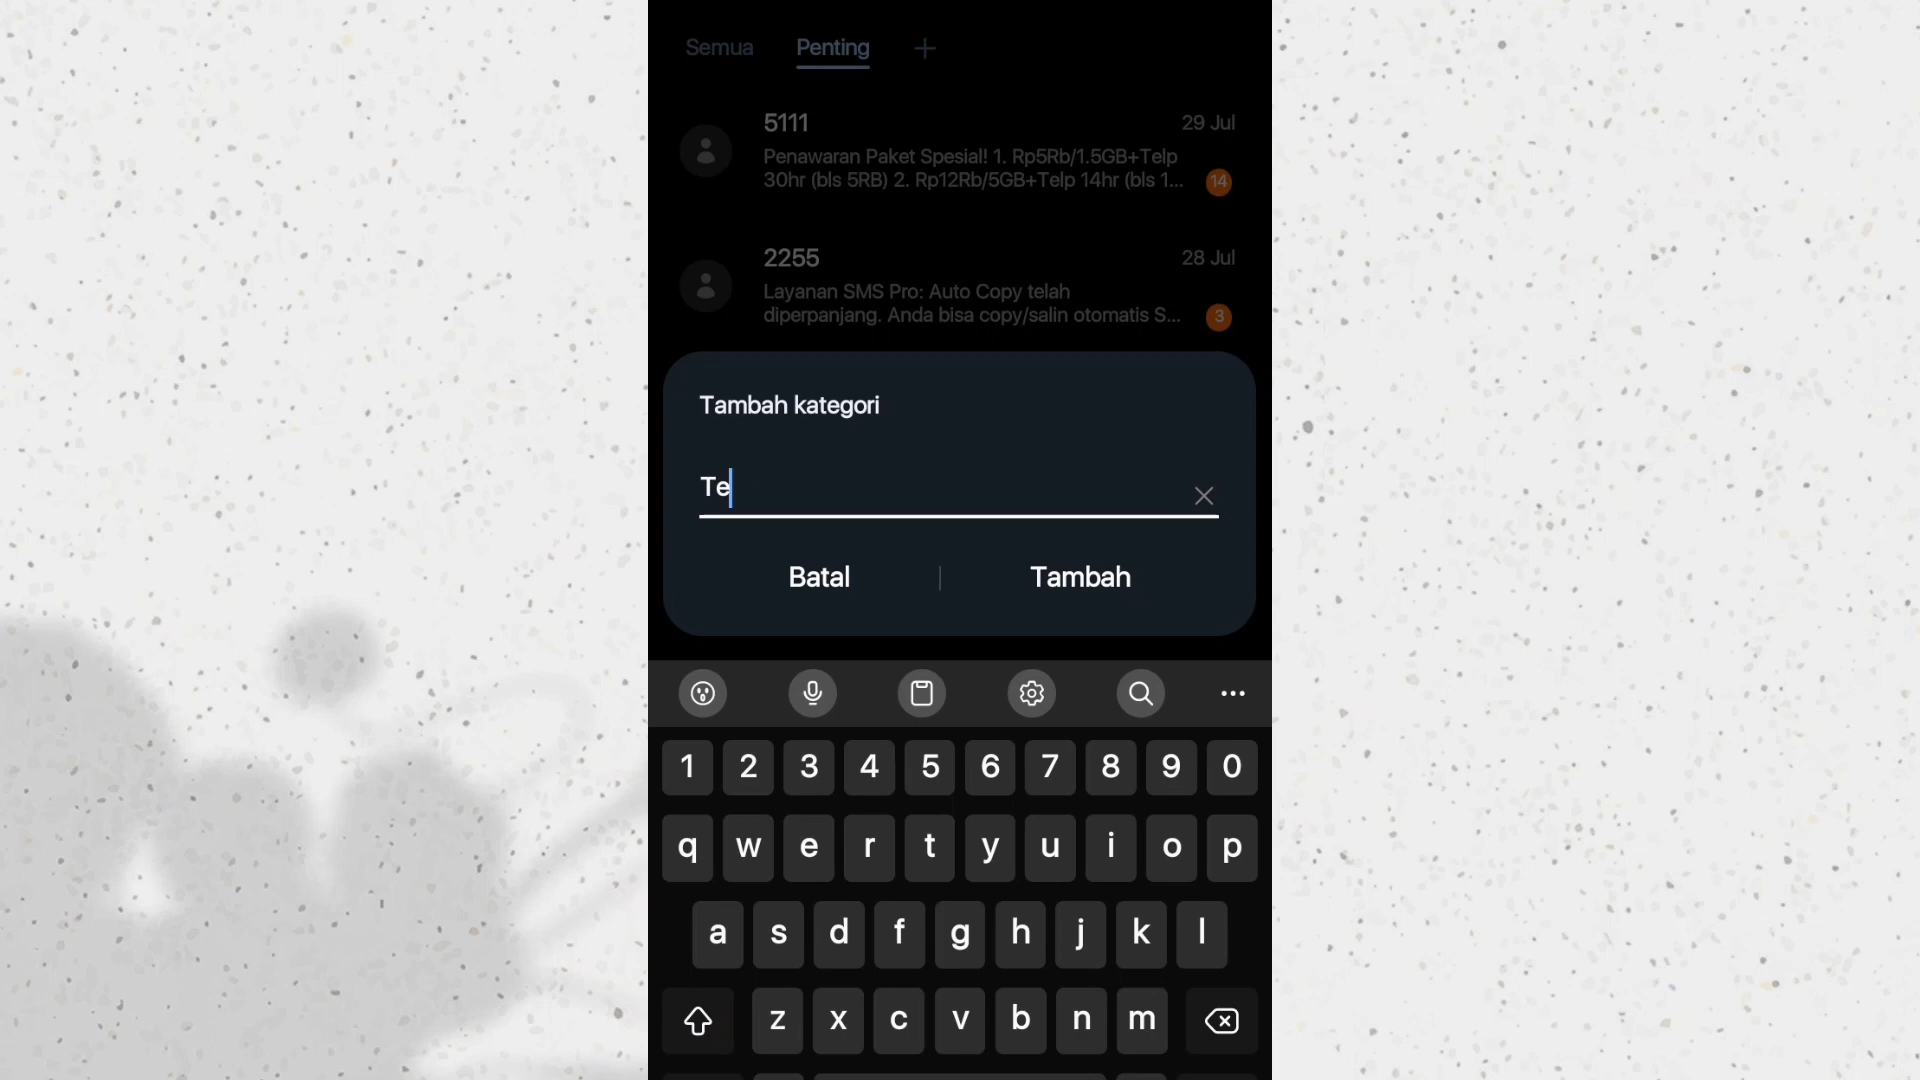 Semua Penting +
5111 29 Jul
Penawaran Paket Spesial! 1. Rp5Rb/1.5GB+Telp
30hr (bls 5RB) 2. Rp12Rb/5GB+Telp 14hr (bls 1...
14
2255 28 Jul
Layanan SMS Pro: Auto Copy telah
diperpanjang. Anda bisa copy/salin otomatis S...
3
Tambah kategori
Te
Batal | Tambah
1 2 3 4 5 6 7 8 9 0
q w e r t y u i o p
a s d f g h j k l
z x c v b n m